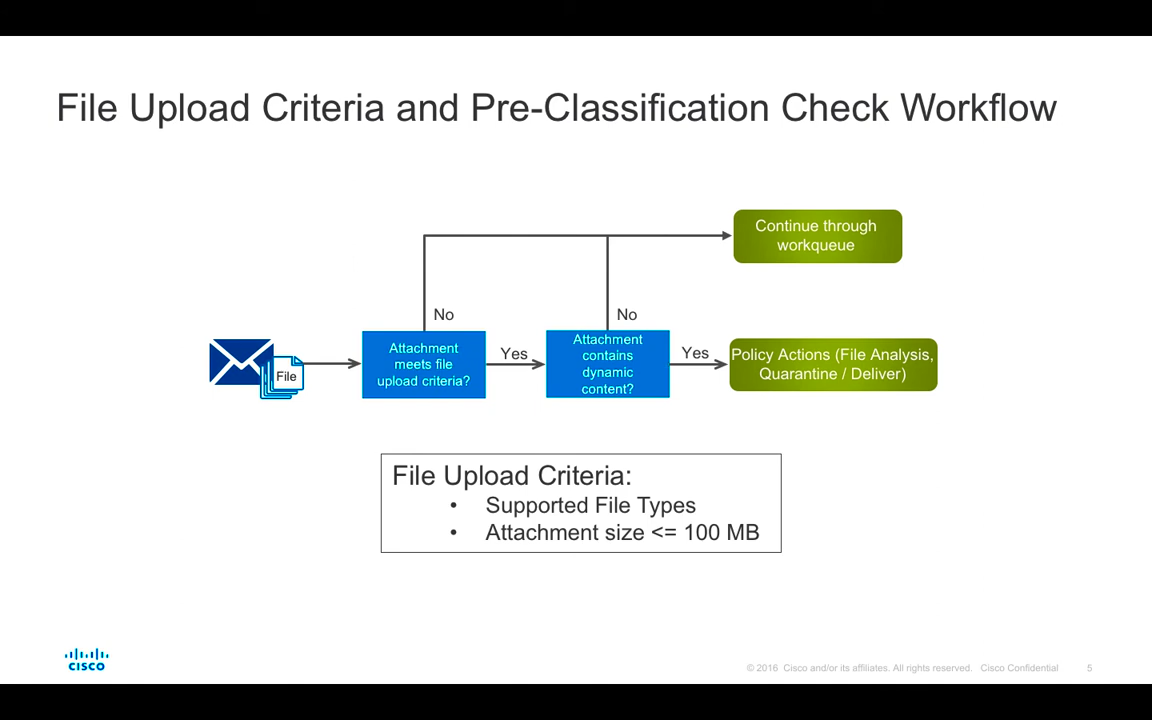 File Upload Criteria and Pre-Classification Check Workflow
Continue through
workqueue
No
No
File
Attachment
meets file
upload criteria?
Yes
Attachment
contains
dynamic
content?
Yes
Policy Actions (File Analysis,
Quarantine / Deliver)
File Upload Criteria:
• Supported File Types
• Attachment size <= 100 MB
CISCO
© 2016 Cisco and/or its affiliates. All rights reserved. Cisco Confidential 5